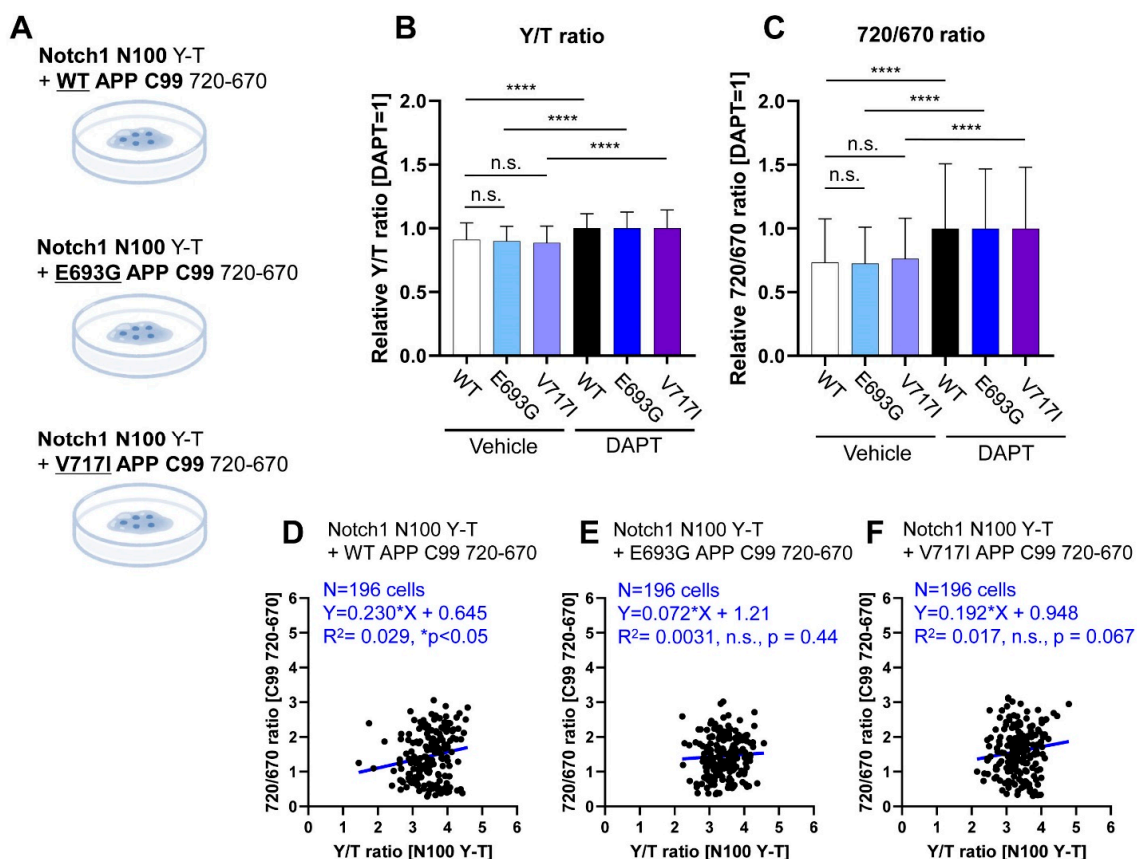 A
Notch1 N100 Y-T
+ WT APP C99 720-670
Notch1 N100 Y-T
+ E693G APP C99 720-670
Notch1 N100 Y-T
+ V717I APP C99 720-670
B
Y/T ratio
Relative Y/T ratio [DAPT=1]
2.0
1.5
1.0
0.5
0.0
****
****
****
n.s.
n.s.
WT
E693G
V717I
WT
E693G
V717I
Vehicle
DAPT
C
720/670 ratio
Relative 720/670 ratio [DAPT=1]
2.0
1.5
1.0
0.5
0.0
****
****
****
n.s.
n.s.
WT
E693G
V717I
WT
E693G
V717I
Vehicle
DAPT
D
Notch1 N100 Y-T
+ WT APP C99 720-670
N=196 cells
Y=0.230*X + 0.645
R²= 0.029, *p<0.05
720/670 ratio [C99 720-670]
6
5
4
3
2
1
0
0 1 2 3 4 5 6
Y/T ratio [N100 Y-T]
E
Notch1 N100 Y-T
+ E693G APP C99 720-670
N=196 cells
Y=0.072*X + 1.21
R²= 0.0031, n.s., p = 0.44
720/670 ratio [C99 720-670]
6
5
4
3
2
1
0
0 1 2 3 4 5 6
Y/T ratio [N100 Y-T]
F
Notch1 N100 Y-T
+ V717I APP C99 720-670
N=196 cells
Y=0.192*X + 0.948
R²= 0.017, n.s., p = 0.067
720/670 ratio [C99 720-670]
6
5
4
3
2
1
0
0 1 2 3 4 5 6
Y/T ratio [N100 Y-T]